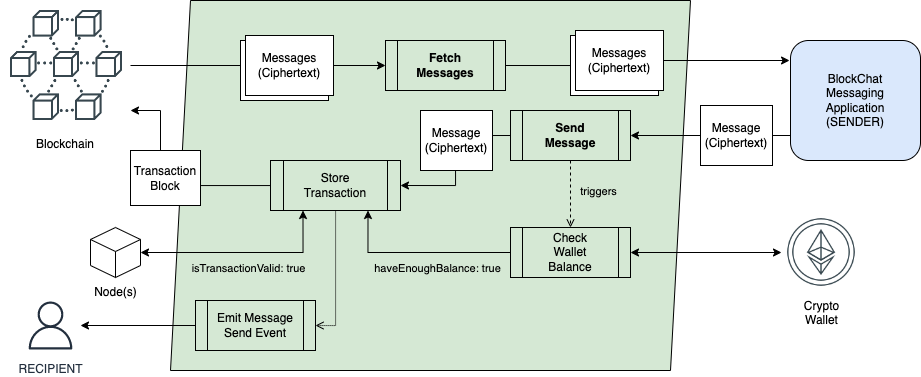 Messages
(Ciphertext)
Fetch
Messages
Messages
(Ciphertext)
BlockChat
Messaging
Application
(SENDER)
Blockchain
Message
(Ciphertext)
Send
Message
Message
(Ciphertext)
Transaction
Block
Store
Transaction
triggers
Check
Wallet
Balance
isTransactionValid: true
haveEnoughBalance: true
Node(s)
Crypto
Wallet
Emit Message
Send Event
RECIPIENT